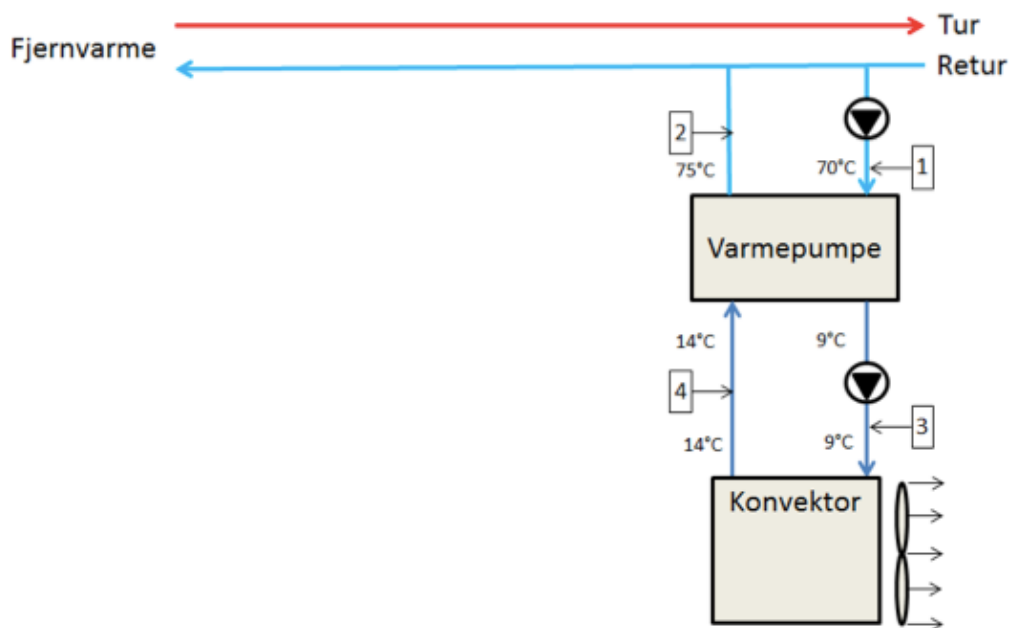 Tur
Fjernvarme
Retur
2
75°C
70°C
1
Varmepumpe
14°C
9°C
4
3
14°C
9°C
Konvektor